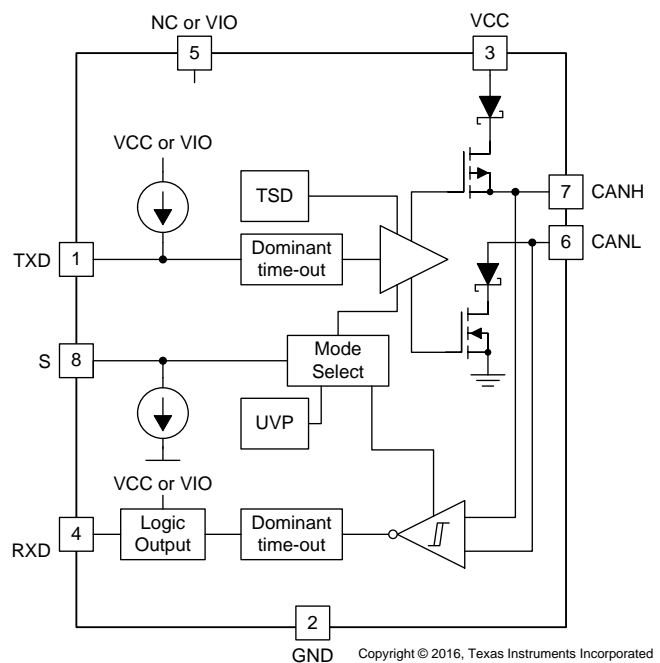 NC or VIO
VCC
5
3
VCC or VIO
TSD
7
CANH
6
CANL
TXD
1
Dominant
time-out
S
8
Mode
Select
UVP
VCC or VIO
RXD
4
Logic
Output
Dominant
time-out
2
GND
Copyright © 2016, Texas Instruments Incorporated